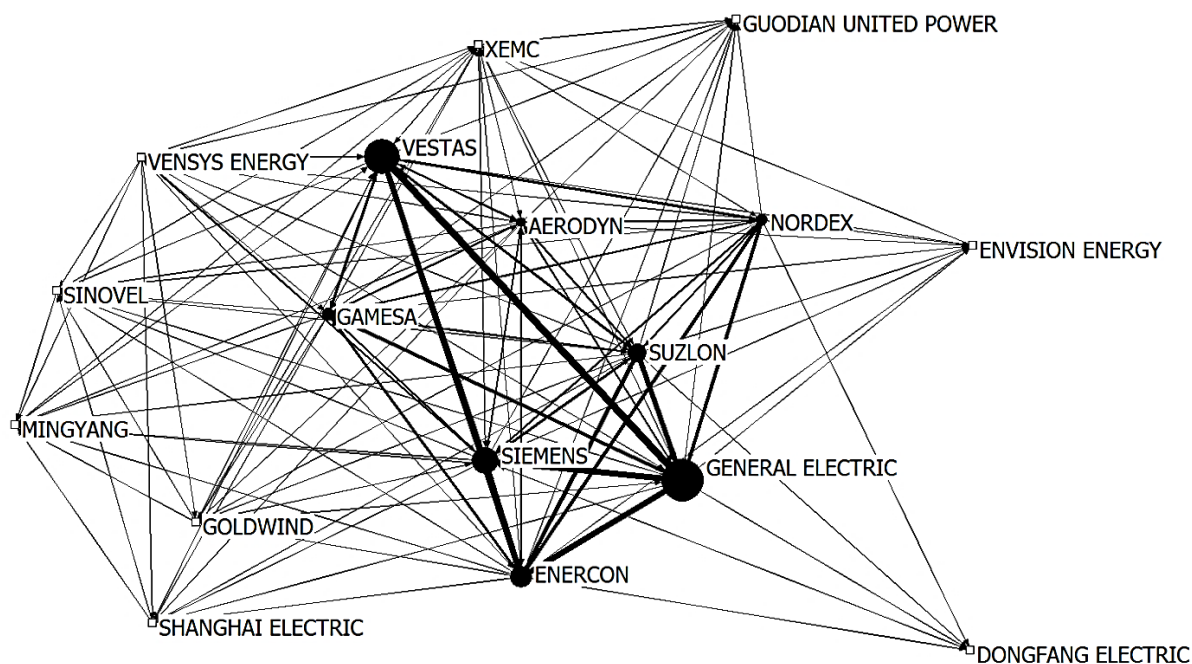 GUODIAN UNITED POWER
XEMC
VESTAS
VENSYS ENERGY
AERODYN
NORDEX
ENVISION ENERGY
SINOVEL
GAMESA
SUZLON
MINGYANG
SIEMENS
GENERAL ELECTRIC
GOLDWIND
ENERCON
SHANGHAI ELECTRIC
DONGFANG ELECTRIC